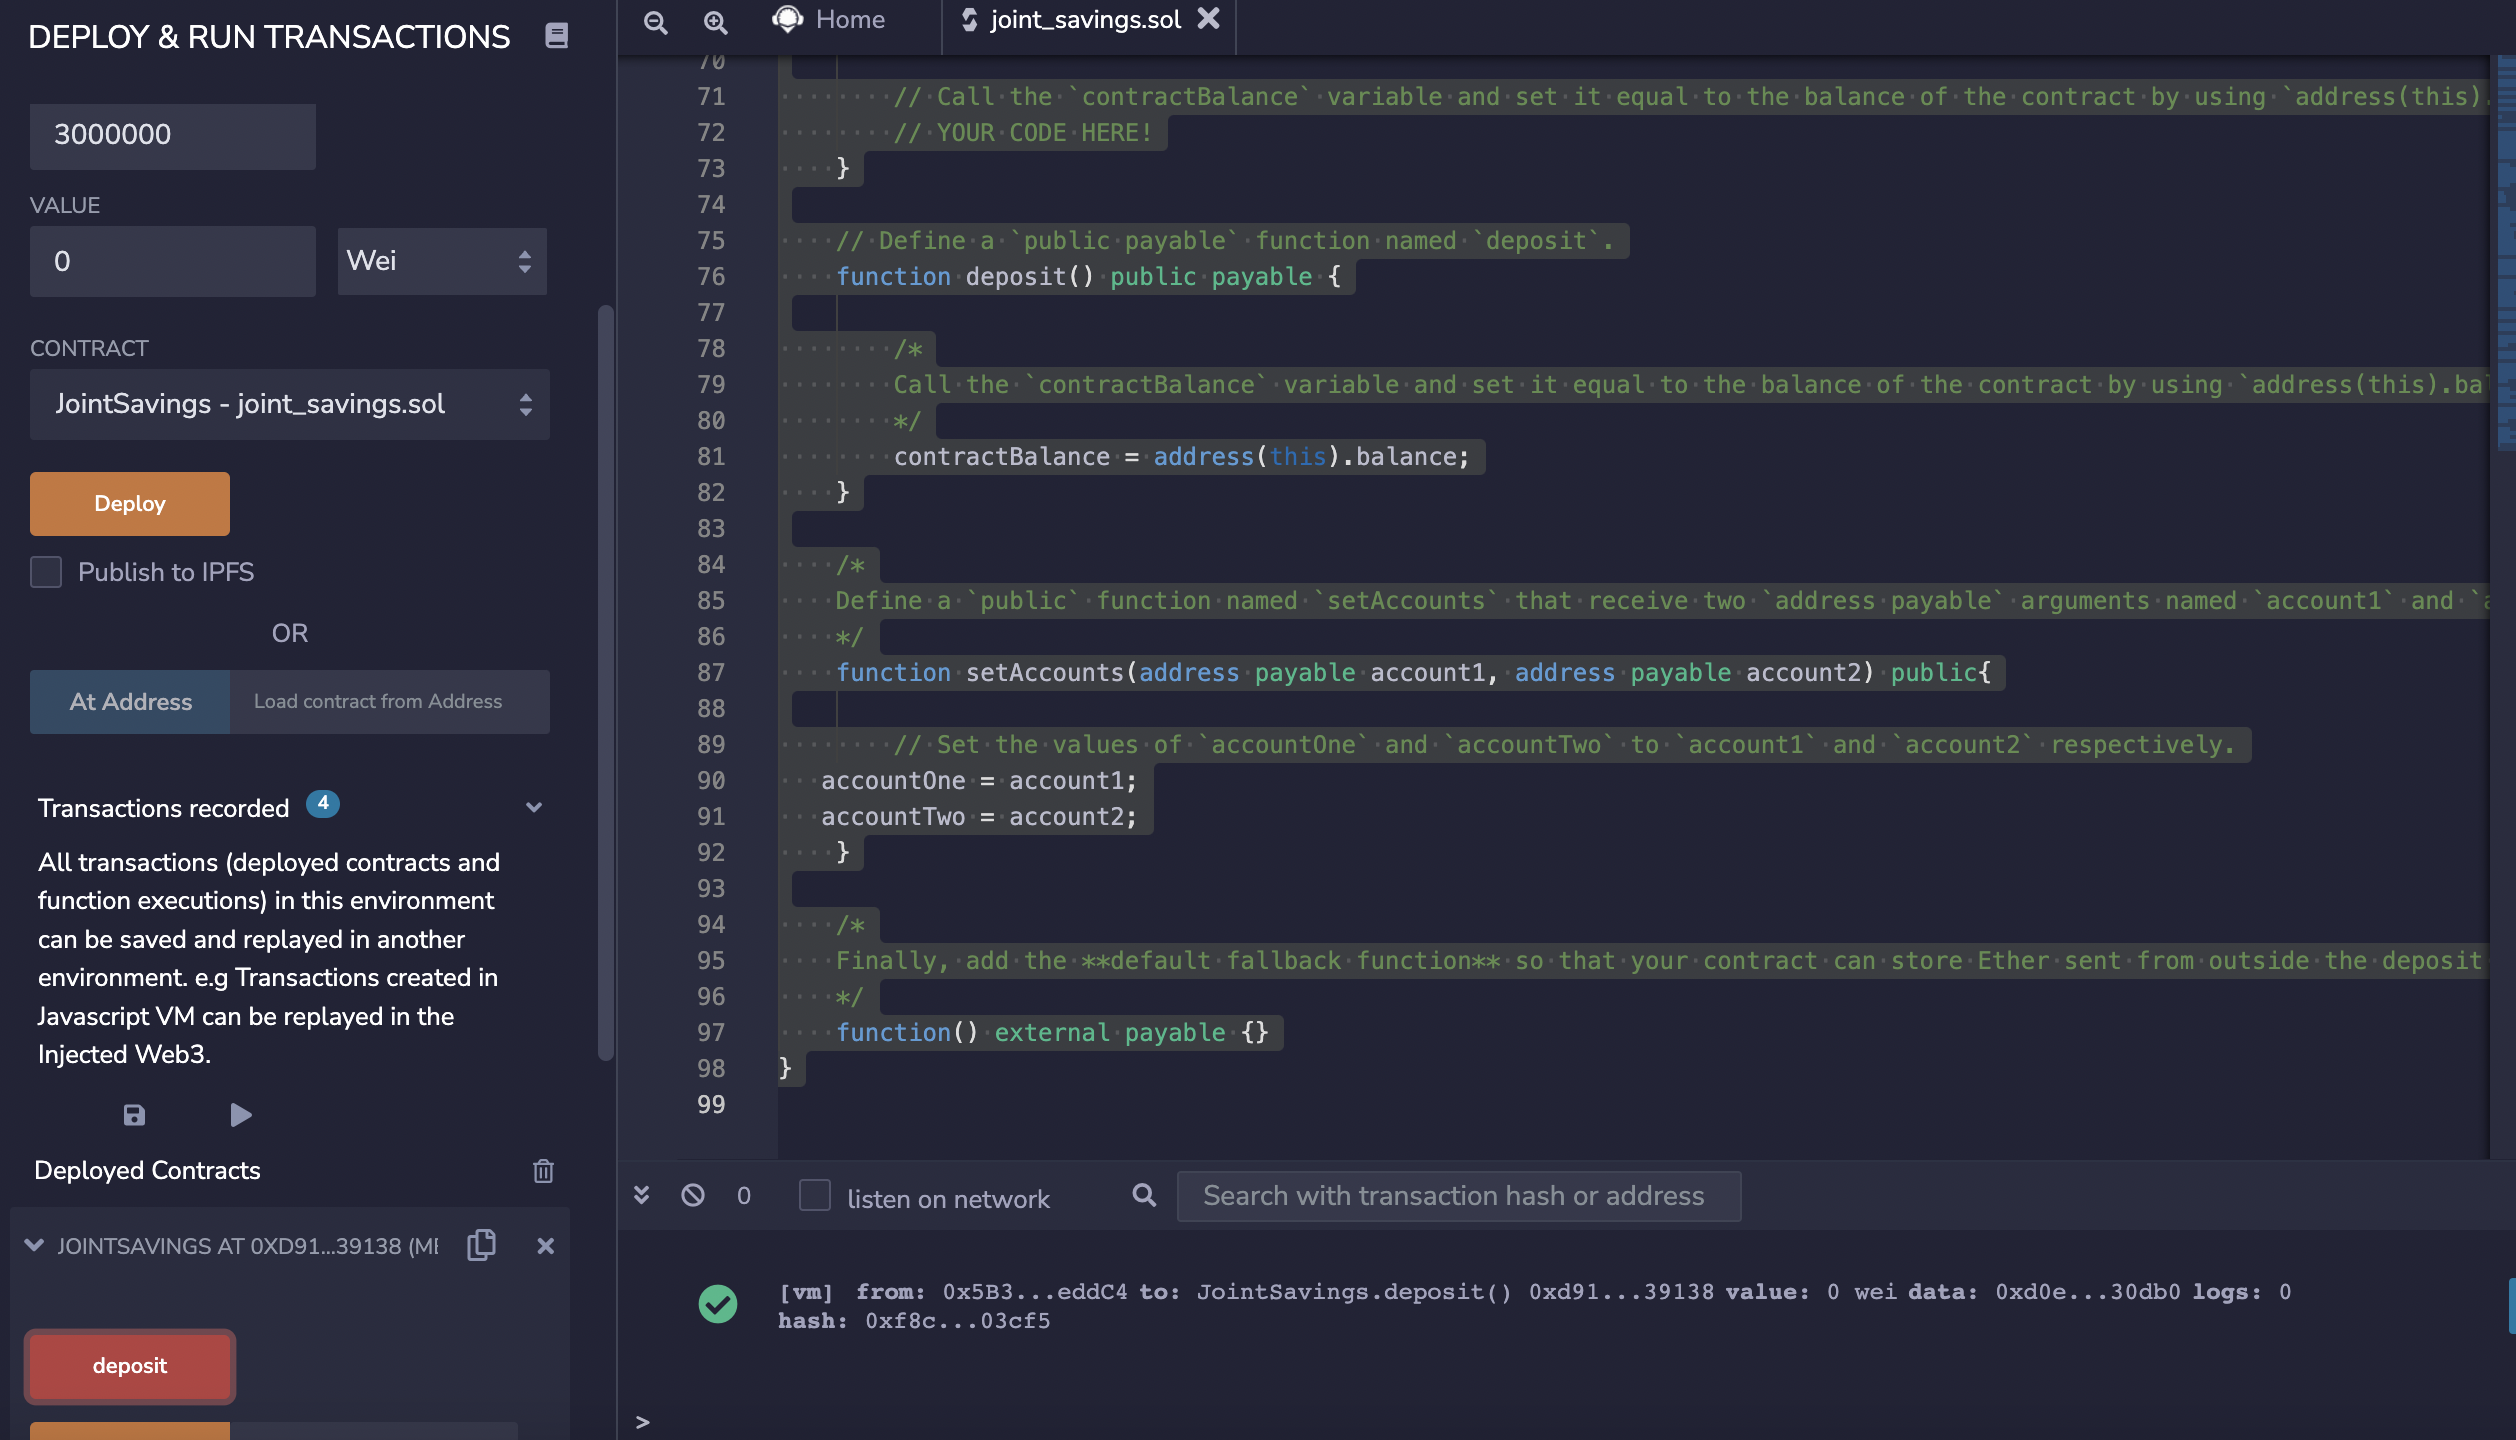 DEPLOY & RUN TRANSACTIONS
3000000
VALUE
0
Wei
CONTRACT
JointSavings - joint_savings.sol
Deploy
Publish to IPFS
OR
At Address
Load contract from Address
Transactions recorded 4
All transactions (deployed contracts and
function executions) in this environment
can be saved and replayed in another
environment. e.g Transactions created in
Javascript VM can be replayed in the
Injected Web3.
Deployed Contracts
JOINTSAVINGS AT 0XD91...39138 (ME
deposit
Home
joint_savings.sol
70
71 // Call the `contractBalance` variable and set it equal to the balance of the contract by using `address(this).
72 // YOUR CODE HERE!
73 }
74
75 // Define a `public payable` function named `deposit`.
76 function deposit() public payable {
77
78 /*
79 Call the `contractBalance` variable and set it equal to the balance of the contract by using `address(this).bal
80 */
81 contractBalance = address(this).balance;
82 }
83
84 /*
85 Define a `public` function named `setAccounts` that receive two `address payable` arguments named `account1` and `a
86 */
87 function setAccounts(address payable account1, address payable account2) public{
88
89 // Set the values of `accountOne` and `accountTwo` to `account1` and `account2` respectively.
90 accountOne = account1;
91 accountTwo = account2;
92 }
93
94 /*
95 Finally, add the **default fallback function** so that your contract can store Ether sent from outside the deposit
96 */
97 function() external payable {}
98 }
99
0
listen on network
Search with transaction hash or address
[vm] from: 0x5B3...eddC4 to: JointSavings.deposit() 0xd91...39138 value: 0 wei data: 0xd0e...30db0 logs: 0
hash: 0xf8c...03cf5
>